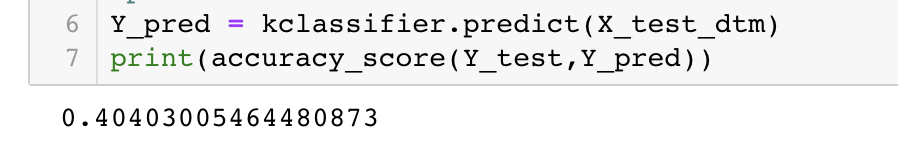 6 Y_pred = kclassifier.predict(X_test_dtm)
7 print(accuracy_score(Y_test,Y_pred))
0.40403005464480873